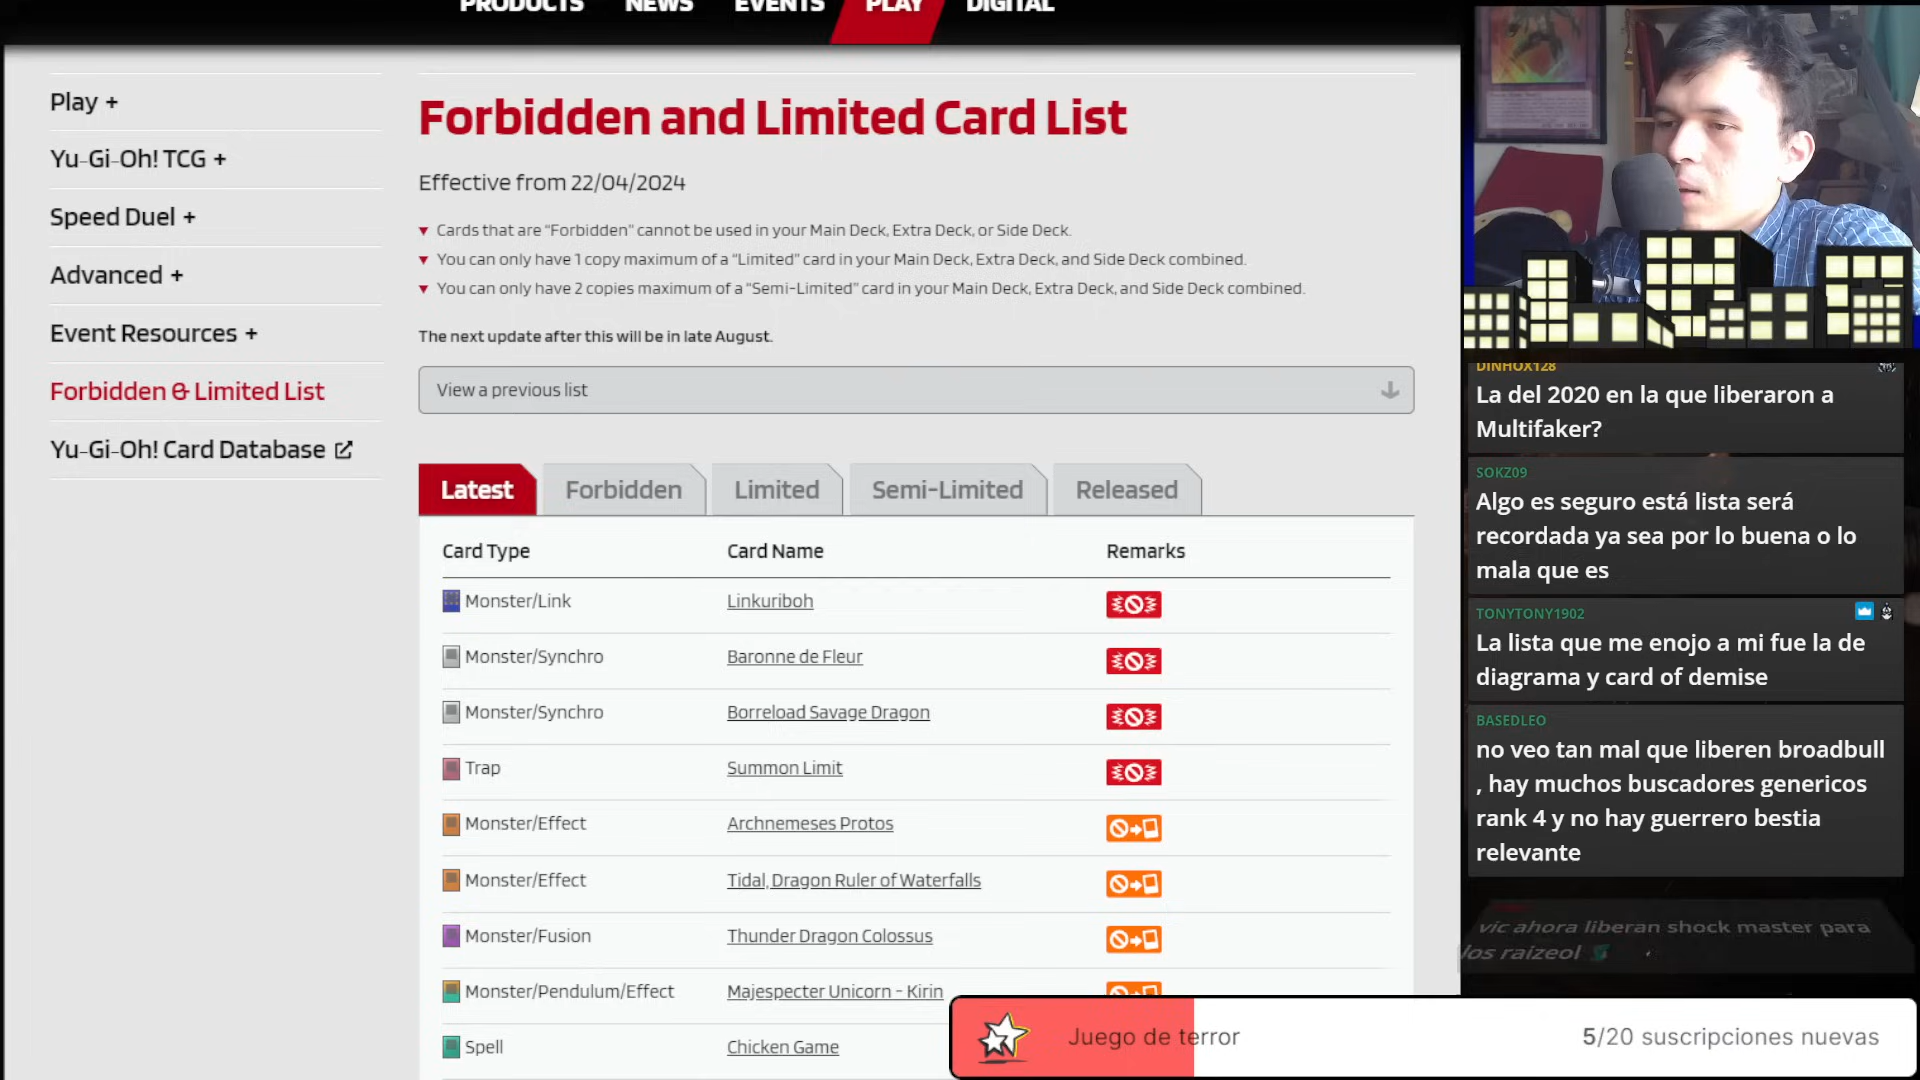 PRODUCTS NEWS EVENTS PLAY DIGITAL
Play +
Yu-Gi-Oh! TCG +
Speed Duel +
Advanced +
Event Resources +
Forbidden & Limited List
Yu-Gi-Oh! Card Database
Forbidden and Limited Card List
Effective from 22/04/2024
Cards that are "Forbidden" cannot be used in your Main Deck, Extra Deck, or Side Deck.
You can only have 1 copy maximum of a "Limited" card in your Main Deck, Extra Deck, and Side Deck combined.
You can only have 2 copies maximum of a "Semi-Limited" card in your Main Deck, Extra Deck, and Side Deck combined.
The next update after this will be in late August.
View a previous list
Latest Forbidden Limited Semi-Limited Released
Card Type Card Name Remarks
Monster/Link Linkuriboh
Monster/Synchro Baronne de Fleur
Monster/Synchro Borreload Savage Dragon
Trap Summon Limit
Monster/Effect Archnemeses Protos
Monster/Effect Tidal, Dragon Ruler of Waterfalls
Monster/Fusion Thunder Dragon Colossus
Monster/Pendulum/Effect Majespecter Unicorn - Kirin
Spell Chicken Game
DINHOX128
La del 2020 en la que liberaron a
Multifaker?
SOKZ09
Algo es seguro está lista será
recordada ya sea por lo buena o lo
mala que es
TONYTONY1902
La lista que me enojo a mi fue la de
diagrama y card of demise
BASEDLEO
no veo tan mal que liberen broadbull
, hay muchos buscadores genericos
rank 4 y no hay guerrero bestia
relevante
vic ahora liberan shock master para
los raizeol
Juego de terror
5/20 suscripciones nuevas